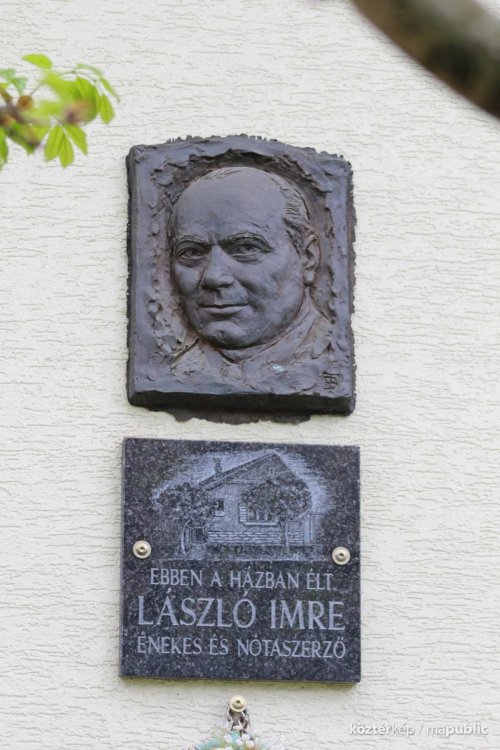 EBBEN A HÁZBAN ÉLT
LÁSZLÓ IMRE
ÉNEKES ÉS NÓTASZERZŐ
köztérkép / mapublic